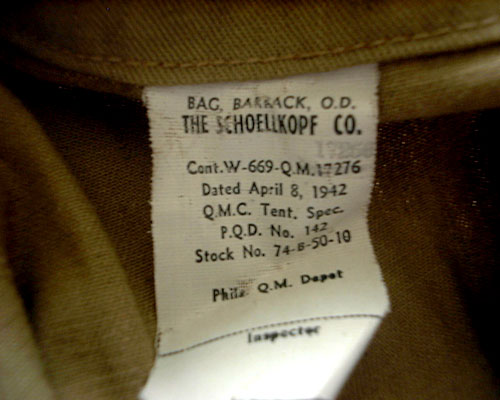 BAG, BARRACK, O.D.
THE SCHOELLKOPF CO.
Cont.W-669-Q.M.17276
Dated April 8, 1942
Q.M.C. Tent. Spec.
P.Q.D. No. 142
Stock No. 74-B-50-10
Phila. Q.M. Depot
Inspector